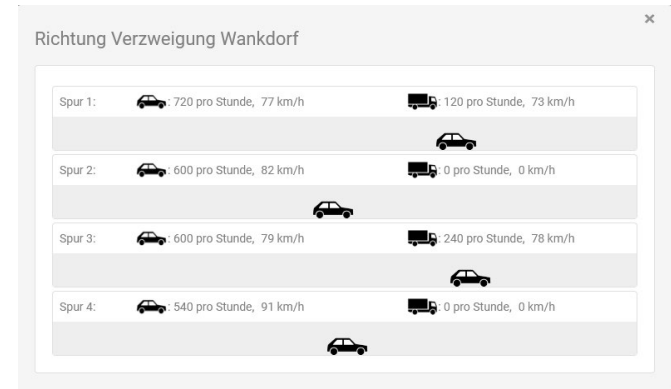 ×
Richtung Verzweigung Wankdorf
Spur 1: : 720 pro Stunde, 77 km/h : 120 pro Stunde, 73 km/h
Spur 2: : 600 pro Stunde, 82 km/h : 0 pro Stunde, 0 km/h
Spur 3: : 600 pro Stunde, 79 km/h : 240 pro Stunde, 78 km/h
Spur 4: : 540 pro Stunde, 91 km/h : 0 pro Stunde, 0 km/h